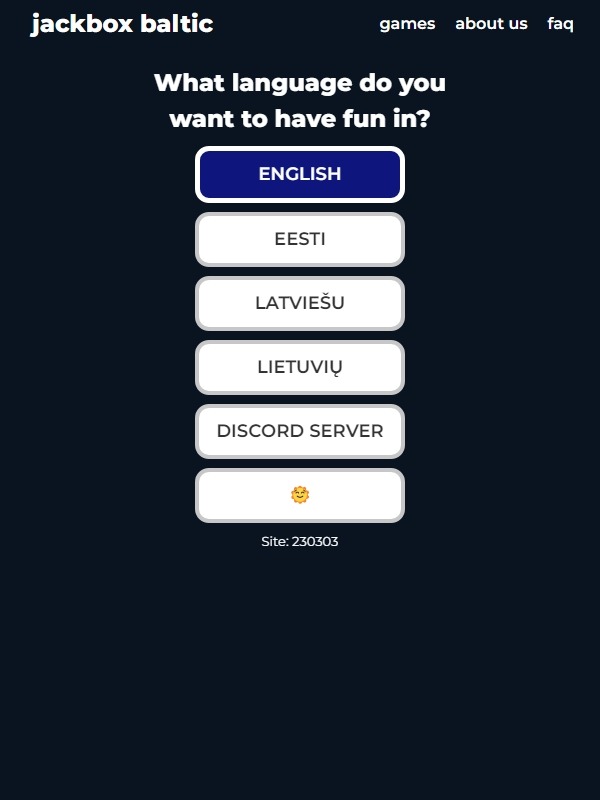 jackbox baltic
games about us faq
What language do you
want to have fun in?
ENGLISH
EESTI
LATVIEŠU
LIETUVIŲ
DISCORD SERVER
🌞
Site: 230303